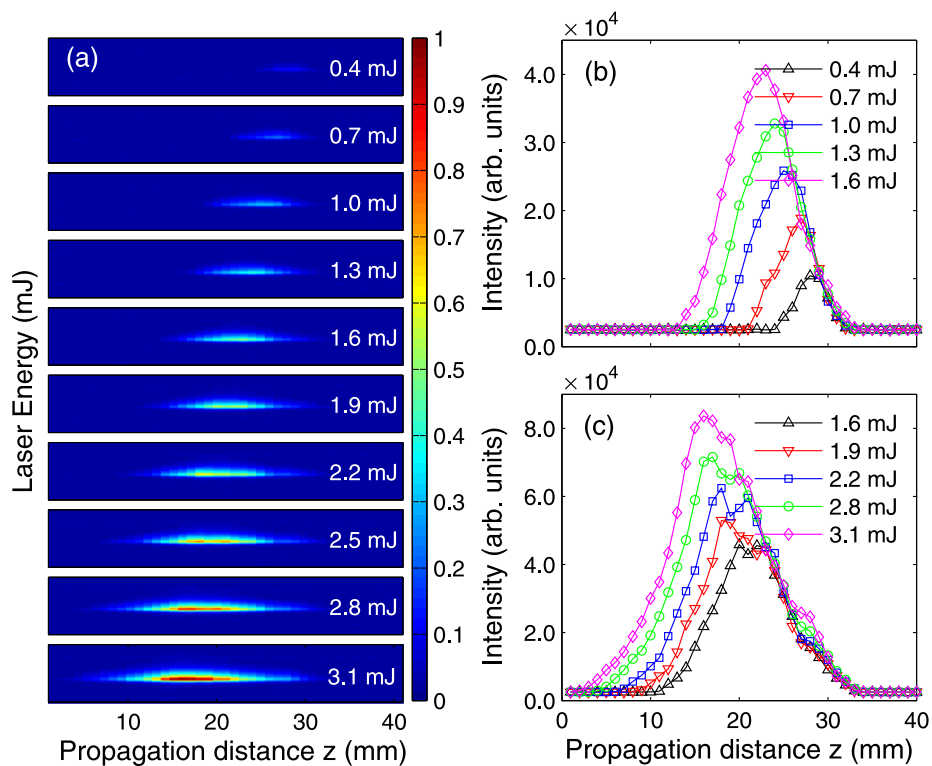 (a)
0.4 mJ
0.7 mJ
1.0 mJ
1.3 mJ
1.6 mJ
1.9 mJ
2.2 mJ
2.5 mJ
2.8 mJ
3.1 mJ
Laser Energy (mJ)
10 20 30 40
Propagation distance z (mm)
1
0.9
0.8
0.7
0.6
0.5
0.4
0.3
0.2
0.1
0
× 10⁴
(b)
0.4 mJ
0.7 mJ
1.0 mJ
1.3 mJ
1.6 mJ
4.0
3.0
2.0
1.0
0.0
Intensity (arb. units)
0 10 20 30 40
× 10⁴
(c)
1.6 mJ
1.9 mJ
2.2 mJ
2.8 mJ
3.1 mJ
8.0
6.0
4.0
2.0
0.0
Intensity (arb. units)
0 10 20 30 40
Propagation distance z (mm)